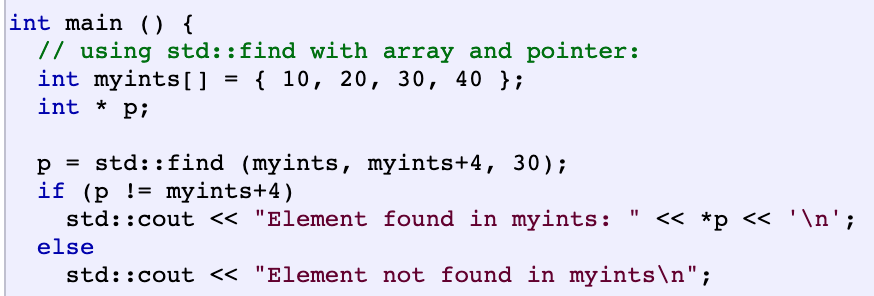 int main () {
  // using std::find with array and pointer:
  int myints[] = { 10, 20, 30, 40 };
  int * p;

  p = std::find (myints, myints+4, 30);
  if (p != myints+4)
    std::cout << "Element found in myints: " << *p << '\n';
  else
    std::cout << "Element not found in myints\n";